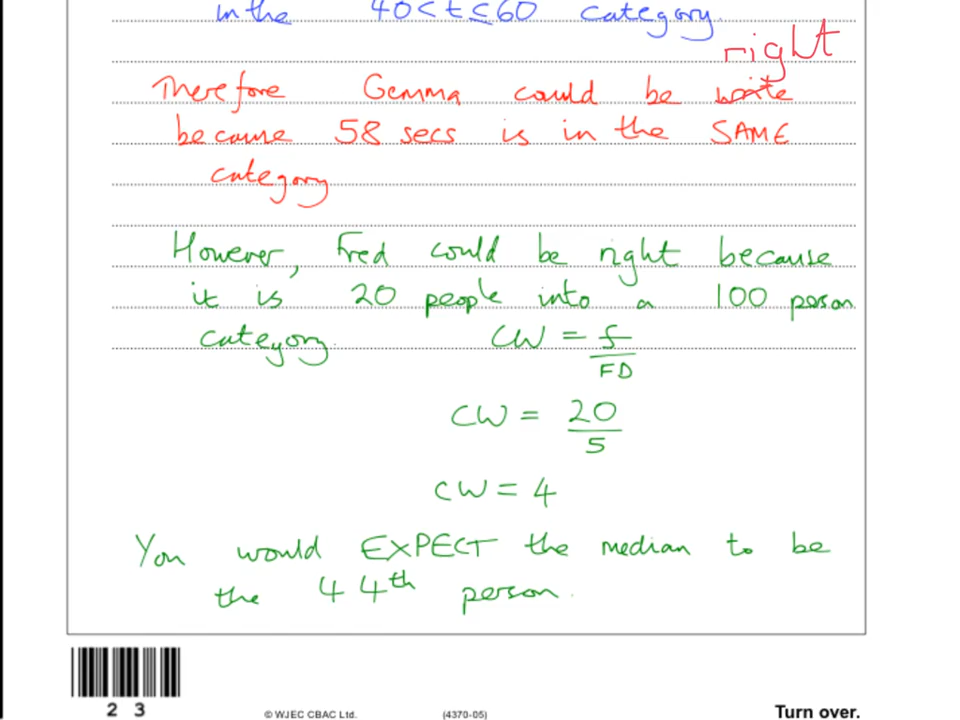 in the 40 < t ≤ 60 category
right
Therefore Gemma could be write
because 58 secs is in the SAME
category
However, Fred could be right because
it is 20 people into a 100 person
category CW = f/FD
CW = 20/5
CW = 4
You would EXPECT the median to be
the 44th person.
2 3
© WJEC CBAC Ltd. (4370-05) Turn over.